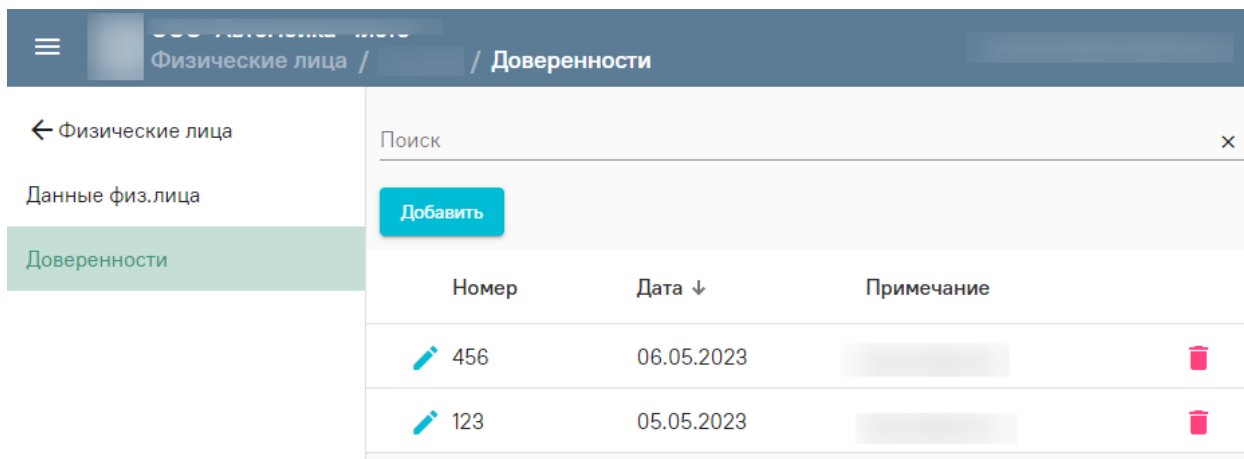 Физические лица / / Доверенности
Физические лица
Данные физ.лица
Доверенности
Поиск
Добавить
Номер Дата Примечание
456 06.05.2023
123 05.05.2023